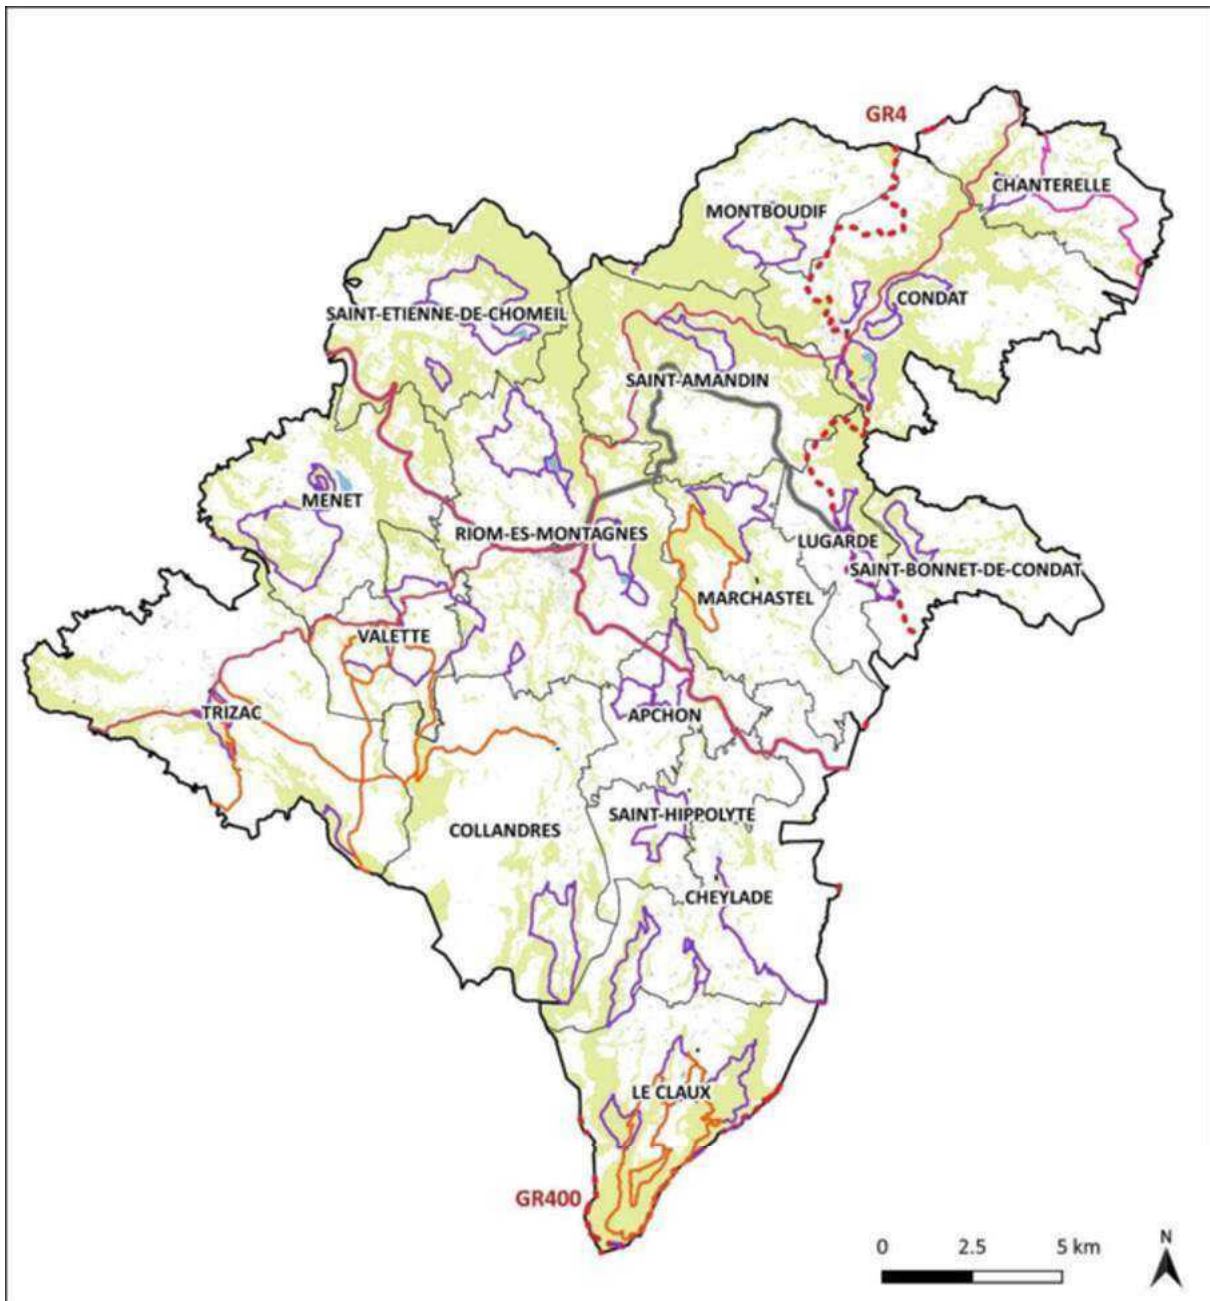 GR4
CHANTERELLE
MONTBOUDIF
CONDAT
SAINT-ETIENNE-DE-CHOMEIL
SAINT-AMANDIN
MENET
RIOM-ES-MONTAGNES
LUGARDE
SAINT-BONNET-DE-CONDAT
MARCHASTEL
VALETTE
TRIZAC
APCHON
SAINT-HIPPOLYTE
COLLANDRES
CHEYLADE
LE CLAUX
GR400
0 2.5 5 km
N